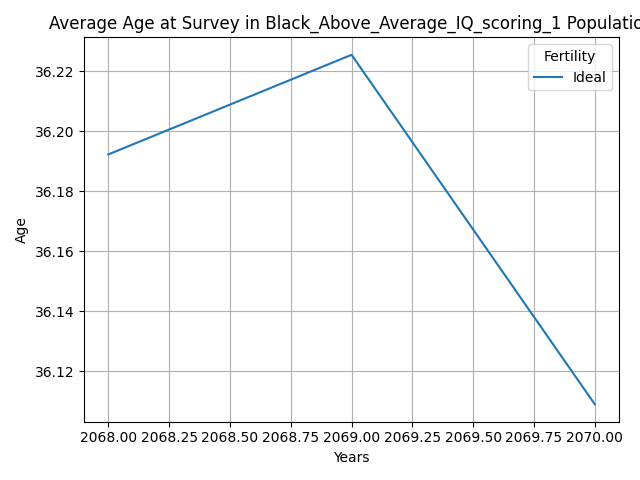 Average Age at Survey in Black_Above_Average_IQ_scoring_1 Populatio
Fertility
Ideal
36.22
36.20
36.18
36.16
36.14
36.12
Age
2068.00 2068.25 2068.50 2068.75 2069.00 2069.25 2069.50 2069.75 2070.00
Years